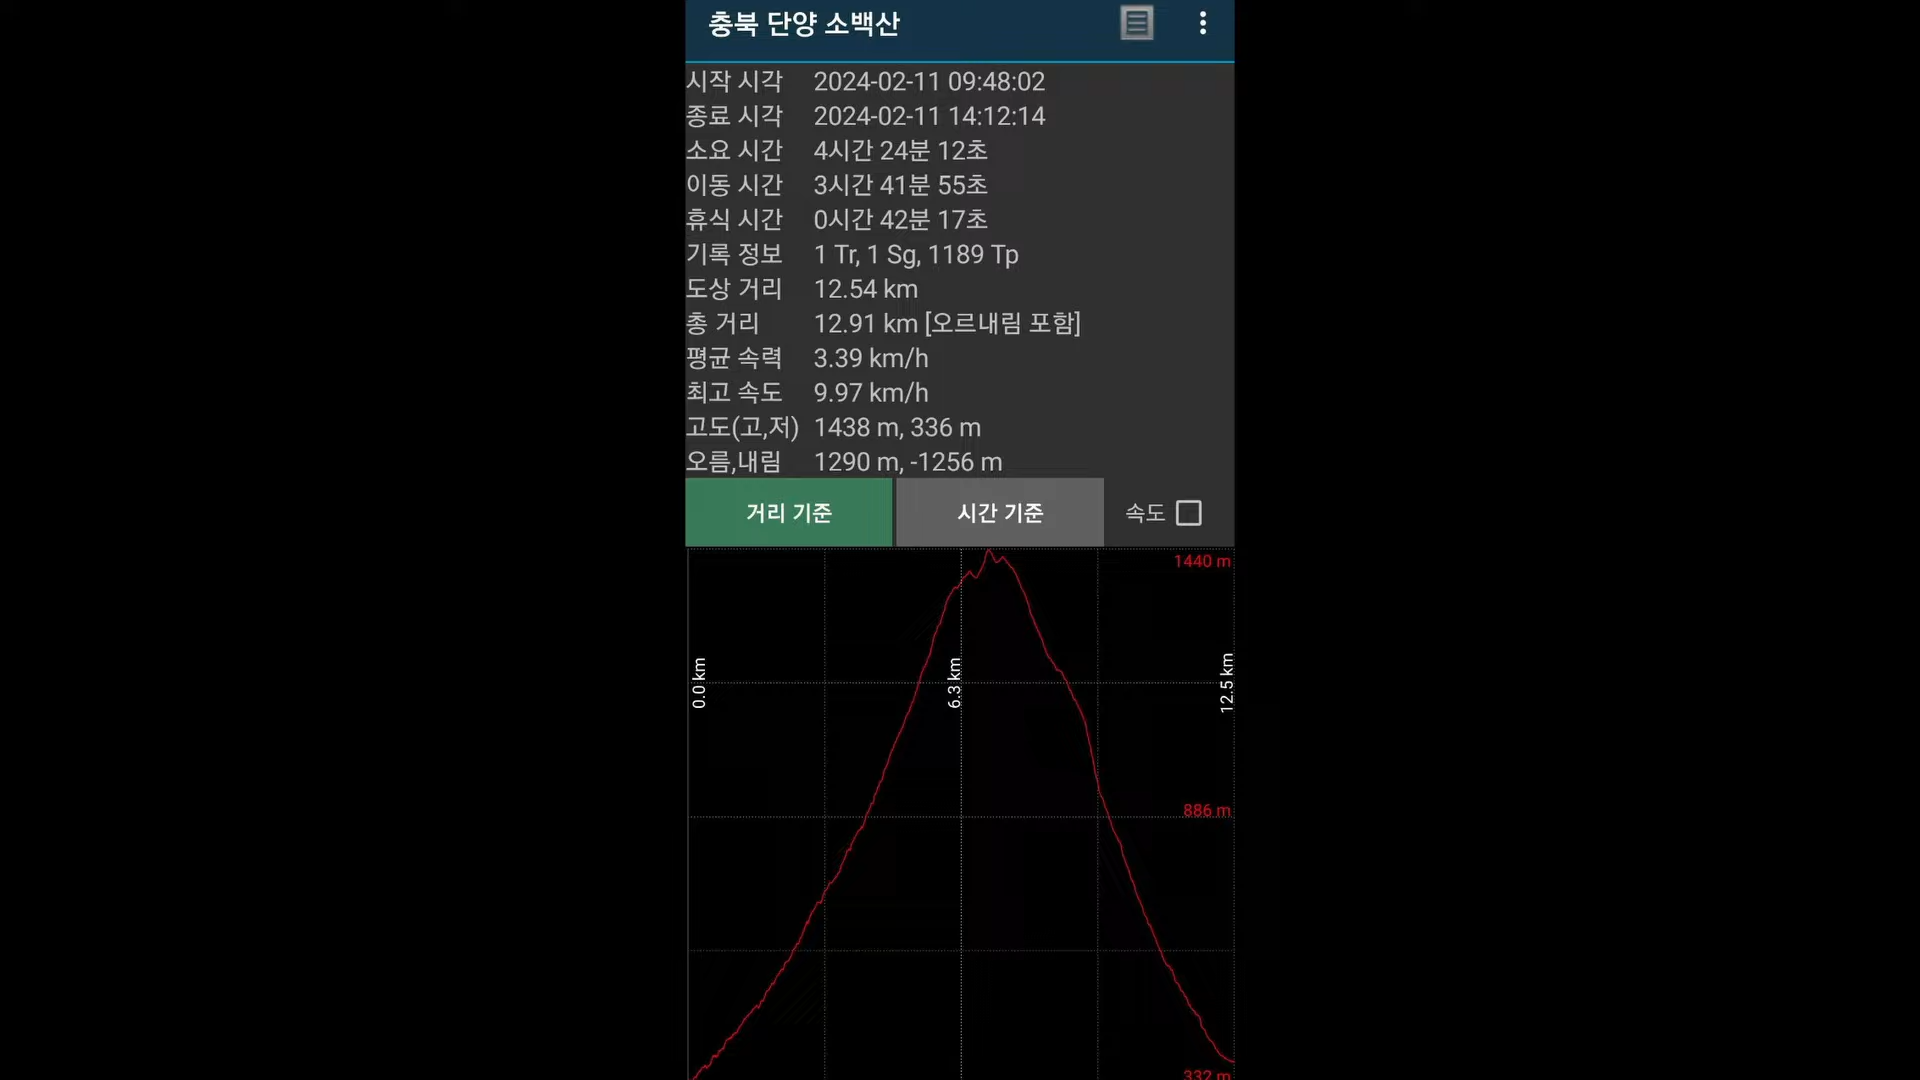 충북 단양 소백산
시작 시각 2024-02-11 09:48:02
종료 시각 2024-02-11 14:12:14
소요 시간 4시간 24분 12초
이동 시간 3시간 41분 55초
휴식 시간 0시간 42분 17초
기록 정보 1 Tr, 1 Sg, 1189 Tp
도상 거리 12.54 km
총 거리 12.91 km [오르내림 포함]
평균 속력 3.39 km/h
최고 속도 9.97 km/h
고도(고,저) 1438 m, 336 m
오름,내림 1290 m, -1256 m
거리 기준 시간 기준 속도
1440 m
0.0 km 6.3 km 12.5 km
886 m
332 m